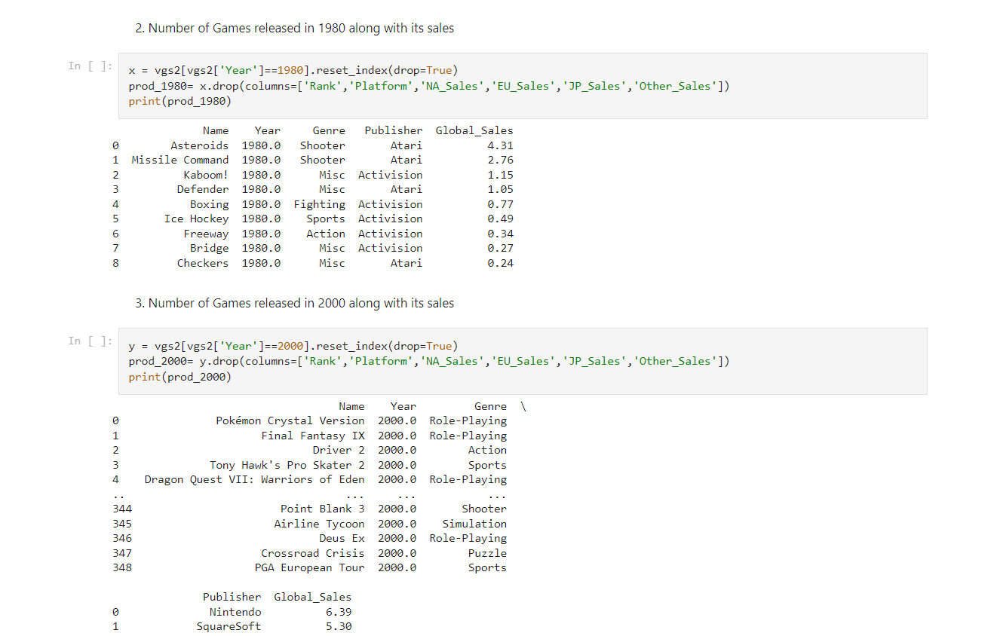 2. Number of Games released in 1980 along with its sales
In [ ]:
x = vgs2[vgs2['Year']==1980].reset_index(drop=True)
prod_1980= x.drop(columns=['Rank','Platform','NA_Sales','EU_Sales','JP_Sales','Other_Sales'])
print(prod_1980)
Name Year Genre Publisher Global_Sales
0 Asteroids 1980.0 Shooter Atari 4.31
1 Missile Command 1980.0 Shooter Atari 2.76
2 Kaboom! 1980.0 Misc Activision 1.15
3 Defender 1980.0 Misc Atari 1.05
4 Boxing 1980.0 Fighting Activision 0.77
5 Ice Hockey 1980.0 Sports Activision 0.49
6 Freeway 1980.0 Action Activision 0.34
7 Bridge 1980.0 Misc Activision 0.27
8 Checkers 1980.0 Misc Atari 0.24
3. Number of Games released in 2000 along with its sales
In [ ]:
y = vgs2[vgs2['Year']==2000].reset_index(drop=True)
prod_2000= y.drop(columns=['Rank','Platform','NA_Sales','EU_Sales','JP_Sales','Other_Sales'])
print(prod_2000)
Name Year Genre \
0 Pokémon Crystal Version 2000.0 Role-Playing
1 Final Fantasy IX 2000.0 Role-Playing
2 Driver 2 2000.0 Action
3 Tony Hawk's Pro Skater 2 2000.0 Sports
4 Dragon Quest VII: Warriors of Eden 2000.0 Role-Playing
.. ... ... ...
344 Point Blank 3 2000.0 Shooter
345 Airline Tycoon 2000.0 Simulation
346 Deus Ex 2000.0 Role-Playing
347 Crossroad Crisis 2000.0 Puzzle
348 PGA European Tour 2000.0 Sports
Publisher Global_Sales
0 Nintendo 6.39
1 SquareSoft 5.30